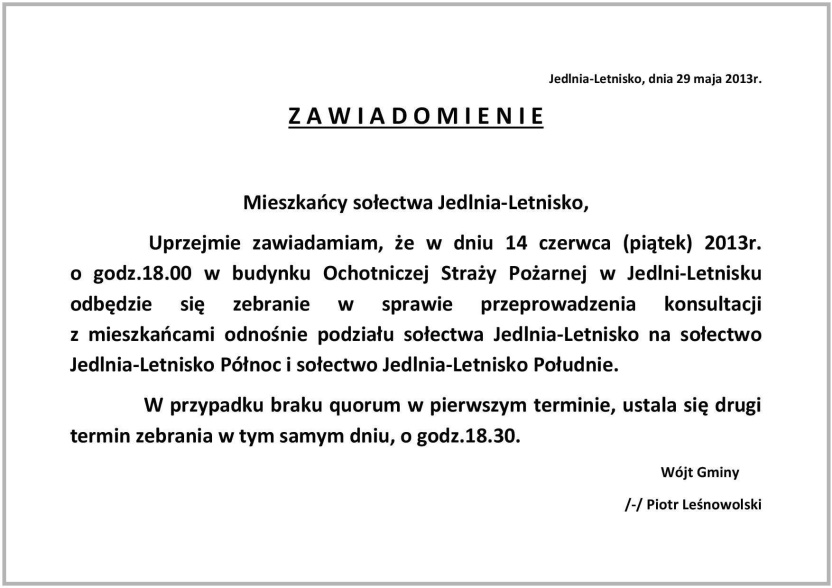 Jedlnia-Letnisko, dnia 29 maja 2013r.
Z A W I A D O M I E N I E
Mieszkańcy sołectwa Jedlnia-Letnisko,
Uprzejmie zawiadamiam, że w dniu 14 czerwca (piątek) 2013r.
o godz.18.00 w budynku Ochotniczej Straży Pożarnej w Jedlni-Letnisku
odbędzie się zebranie w sprawie przeprowadzenia konsultacji
z mieszkańcami odnośnie podziału sołectwa Jedlnia-Letnisko na sołectwo
Jedlnia-Letnisko Północ i sołectwo Jedlnia-Letnisko Południe.
W przypadku braku quorum w pierwszym terminie, ustala się drugi
termin zebrania w tym samym dniu, o godz.18.30.
Wójt Gminy
/-/ Piotr Leśnowolski